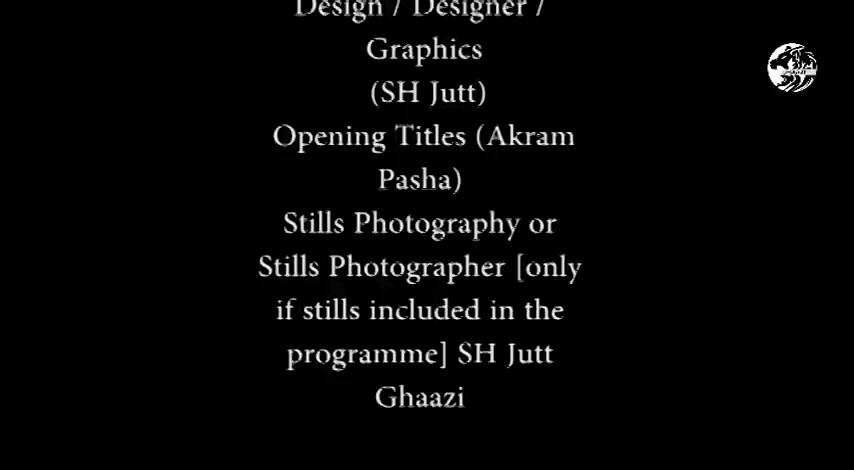 Design / Designer /
Graphics
(SH Jutt)
Opening Titles (Akram
Pasha)
Stills Photography or
Stills Photographer [only
if stills included in the
programme] SH Jutt
Ghaazi